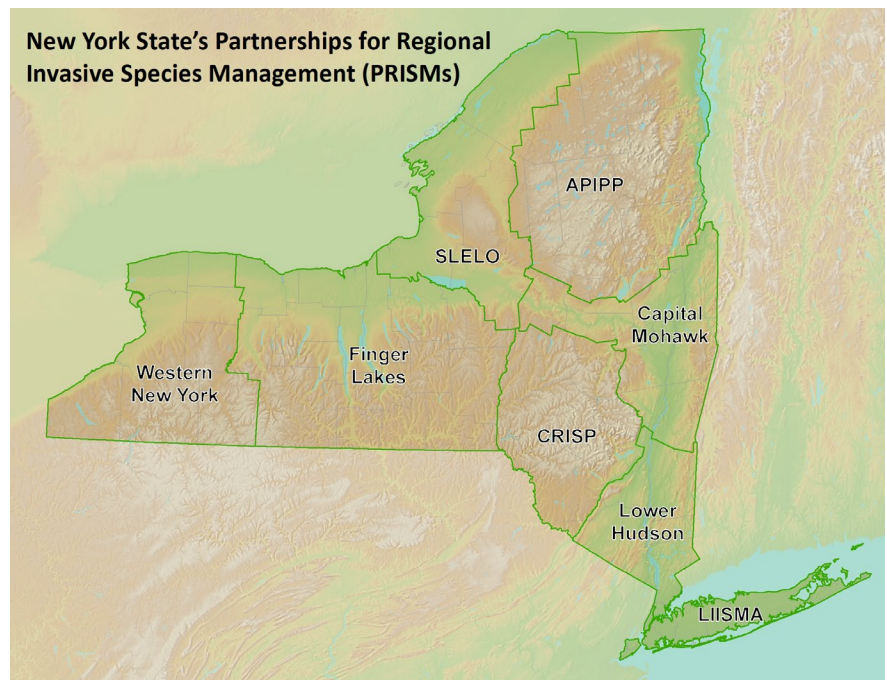 New York State's Partnerships for Regional
Invasive Species Management (PRISMs)
APIPP
SLELO
Capital
Mohawk
Finger
Lakes
Western
New York
CRISP
Lower
Hudson
LIISMA